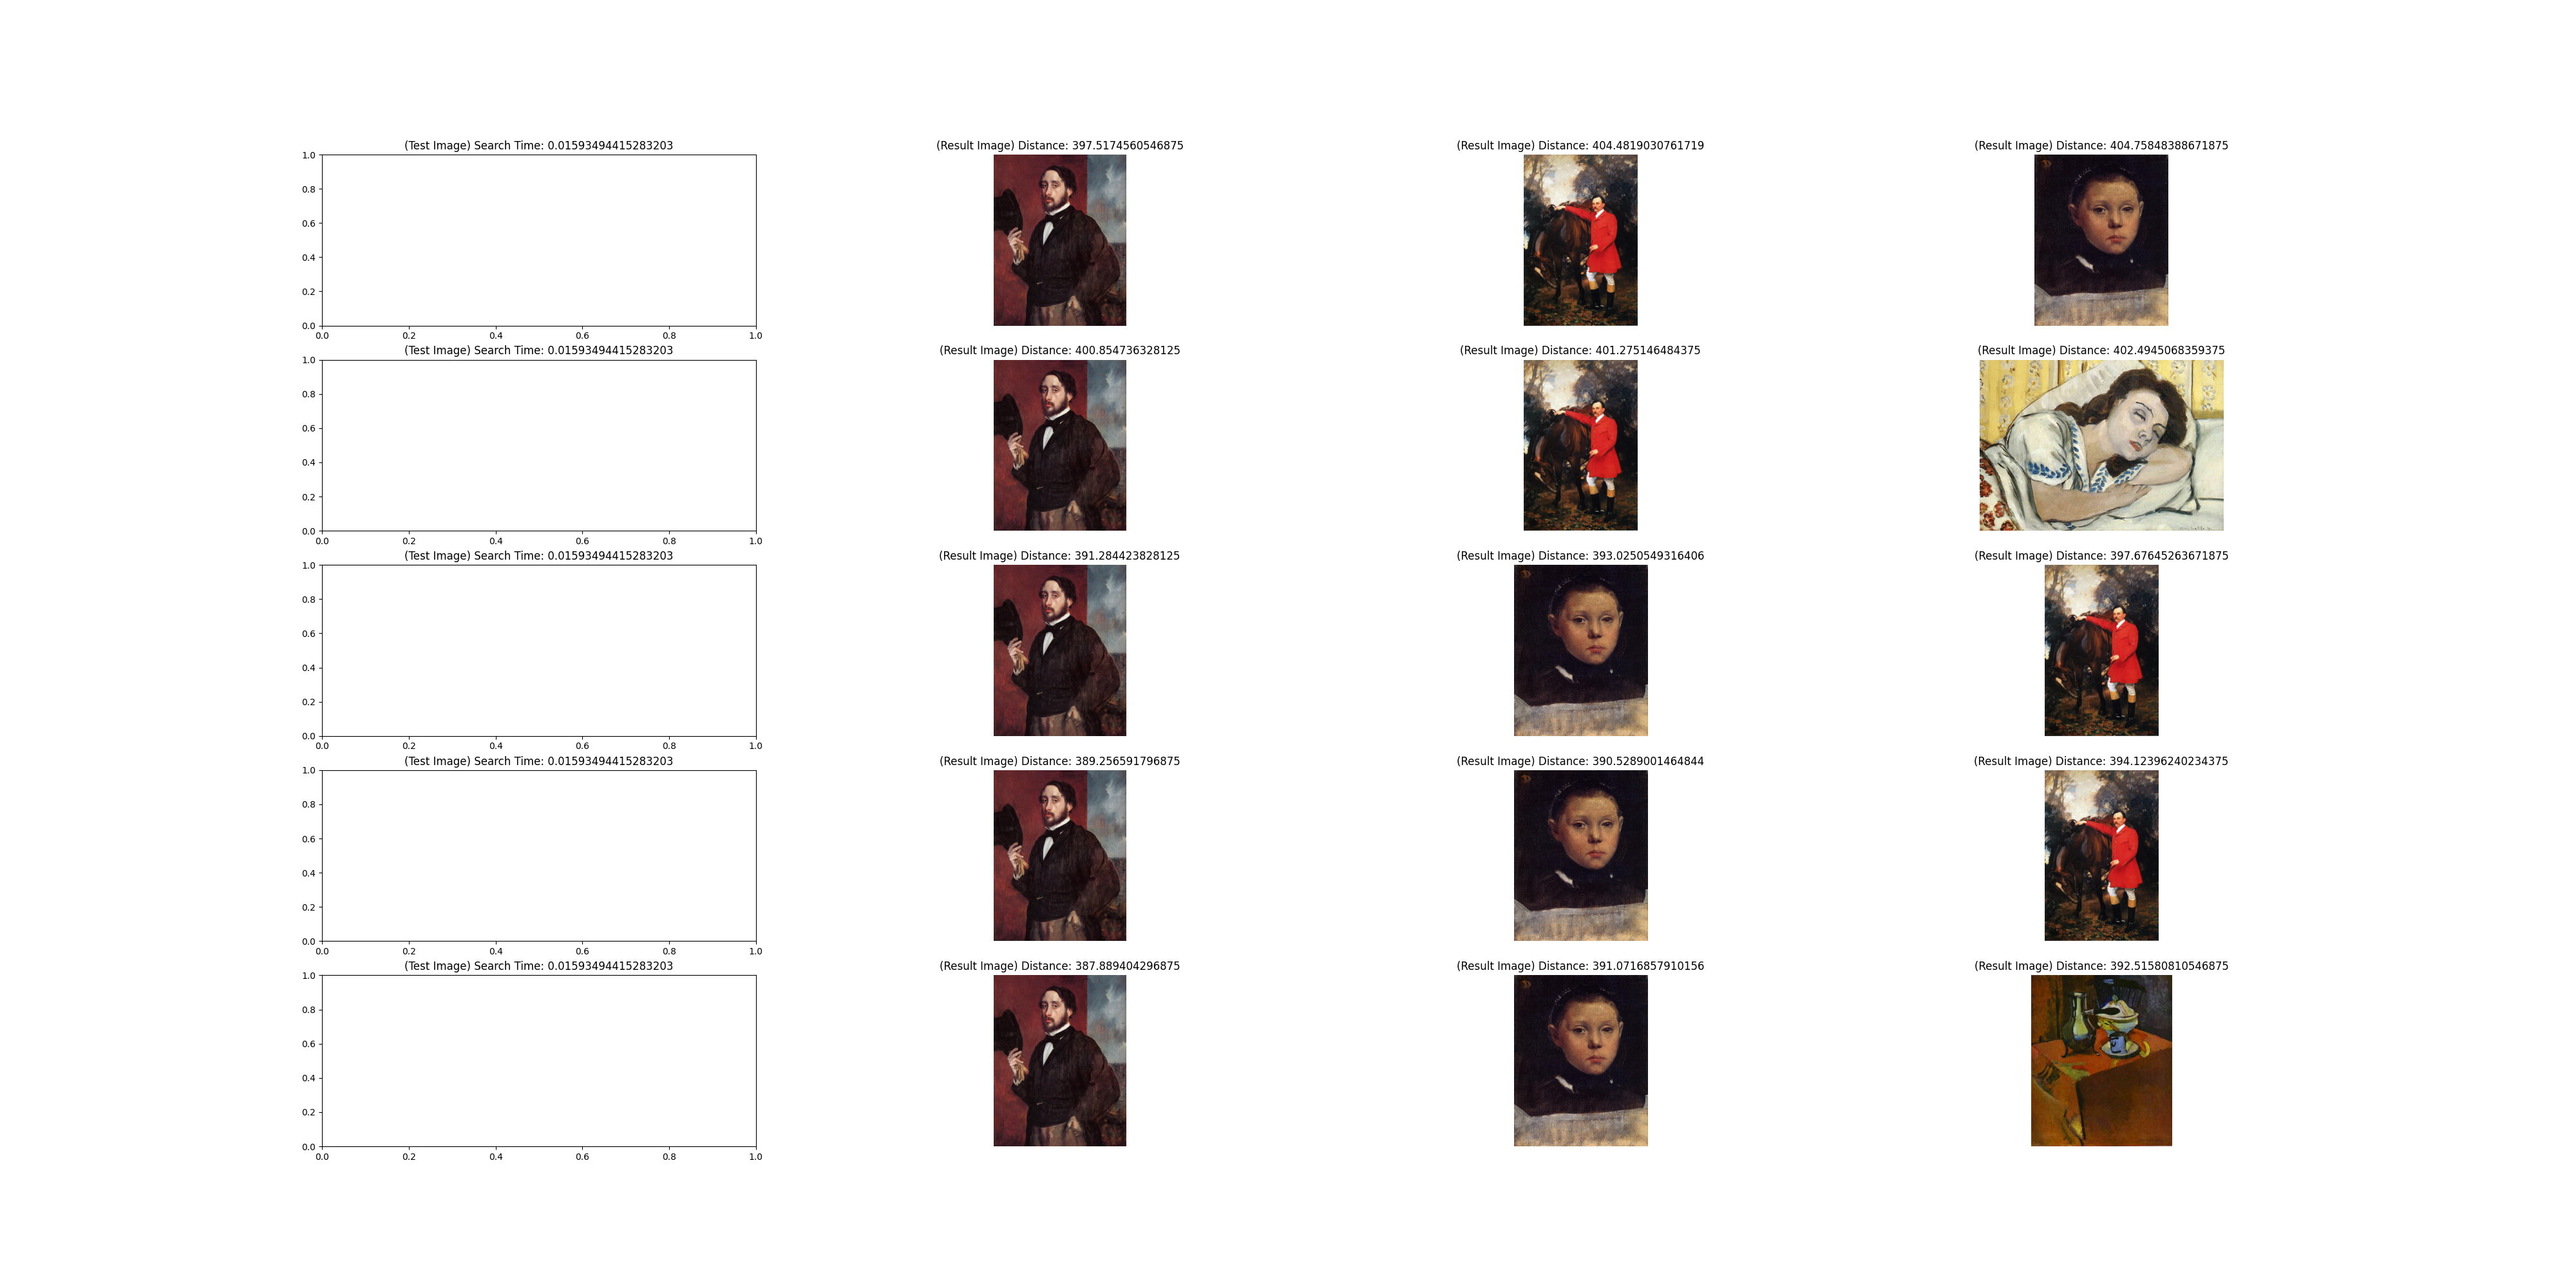 (Test Image) Search Time: 0.01593494415283203
(Result Image) Distance: 397.5174560546875
(Result Image) Distance: 404.4819030761719
(Result Image) Distance: 404.75848388671875
1.0
0.8
0.6
0.4
0.2
0.0
0.0 0.2 0.4 0.6 0.8 1.0
(Test Image) Search Time: 0.01593494415283203
(Result Image) Distance: 400.854736328125
(Result Image) Distance: 401.275146484375
(Result Image) Distance: 402.4945068359375
1.0
0.8
0.6
0.4
0.2
0.0
0.0 0.2 0.4 0.6 0.8 1.0
(Test Image) Search Time: 0.01593494415283203
(Result Image) Distance: 391.284423828125
(Result Image) Distance: 393.0250549316406
(Result Image) Distance: 397.67645263671875
1.0
0.8
0.6
0.4
0.2
0.0
0.0 0.2 0.4 0.6 0.8 1.0
(Test Image) Search Time: 0.01593494415283203
(Result Image) Distance: 389.256591796875
(Result Image) Distance: 390.5289001464844
(Result Image) Distance: 394.12396240234375
1.0
0.8
0.6
0.4
0.2
0.0
0.0 0.2 0.4 0.6 0.8 1.0
(Test Image) Search Time: 0.01593494415283203
(Result Image) Distance: 387.889404296875
(Result Image) Distance: 391.0716857910156
(Result Image) Distance: 392.51580810546875
1.0
0.8
0.6
0.4
0.2
0.0
0.0 0.2 0.4 0.6 0.8 1.0